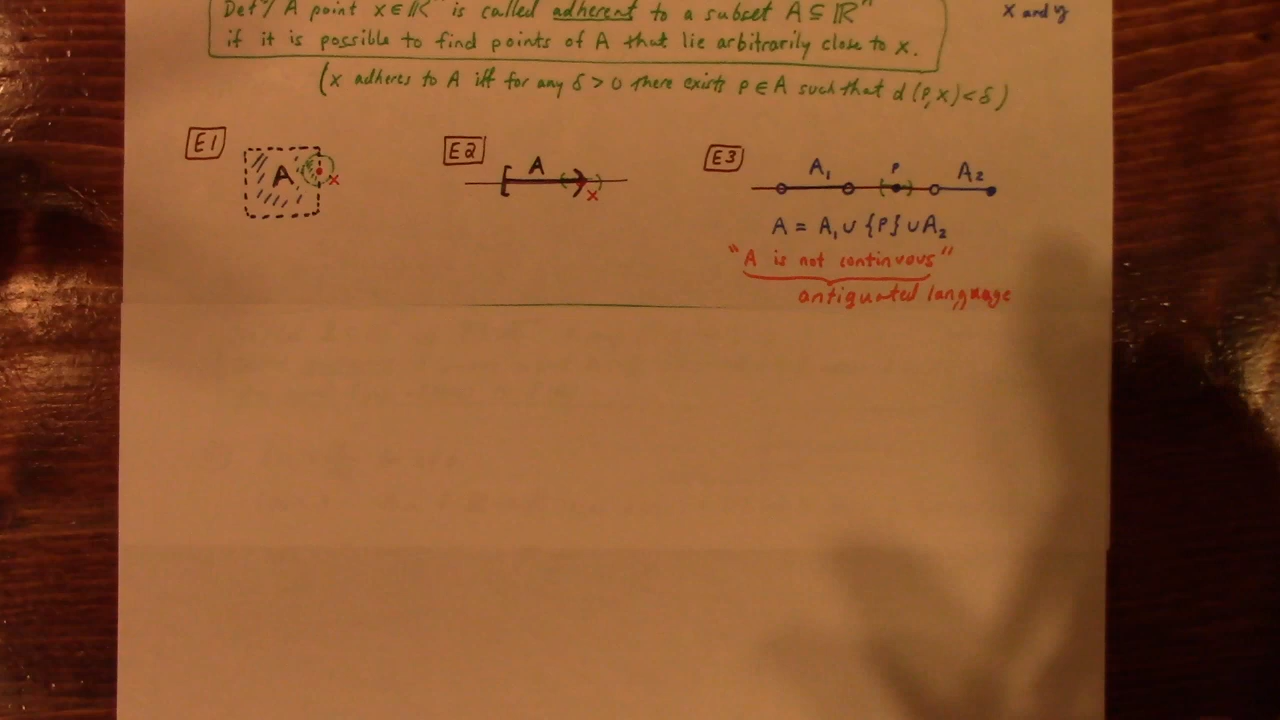 Def'/ A point x ∈ ℝⁿ is called adherent to a subset A ⊆ ℝⁿ
x and y
if it is possible to find points of A that lie arbitrarily close to x.
(x adheres to A iff for any δ > 0 there exists p ∈ A such that d(p,x) < δ)
E1
A
x
E2
A
x
E3
A₁ P A₂
A = A₁ ∪ {P} ∪ A₂
"A is not continuous"
antiquated language